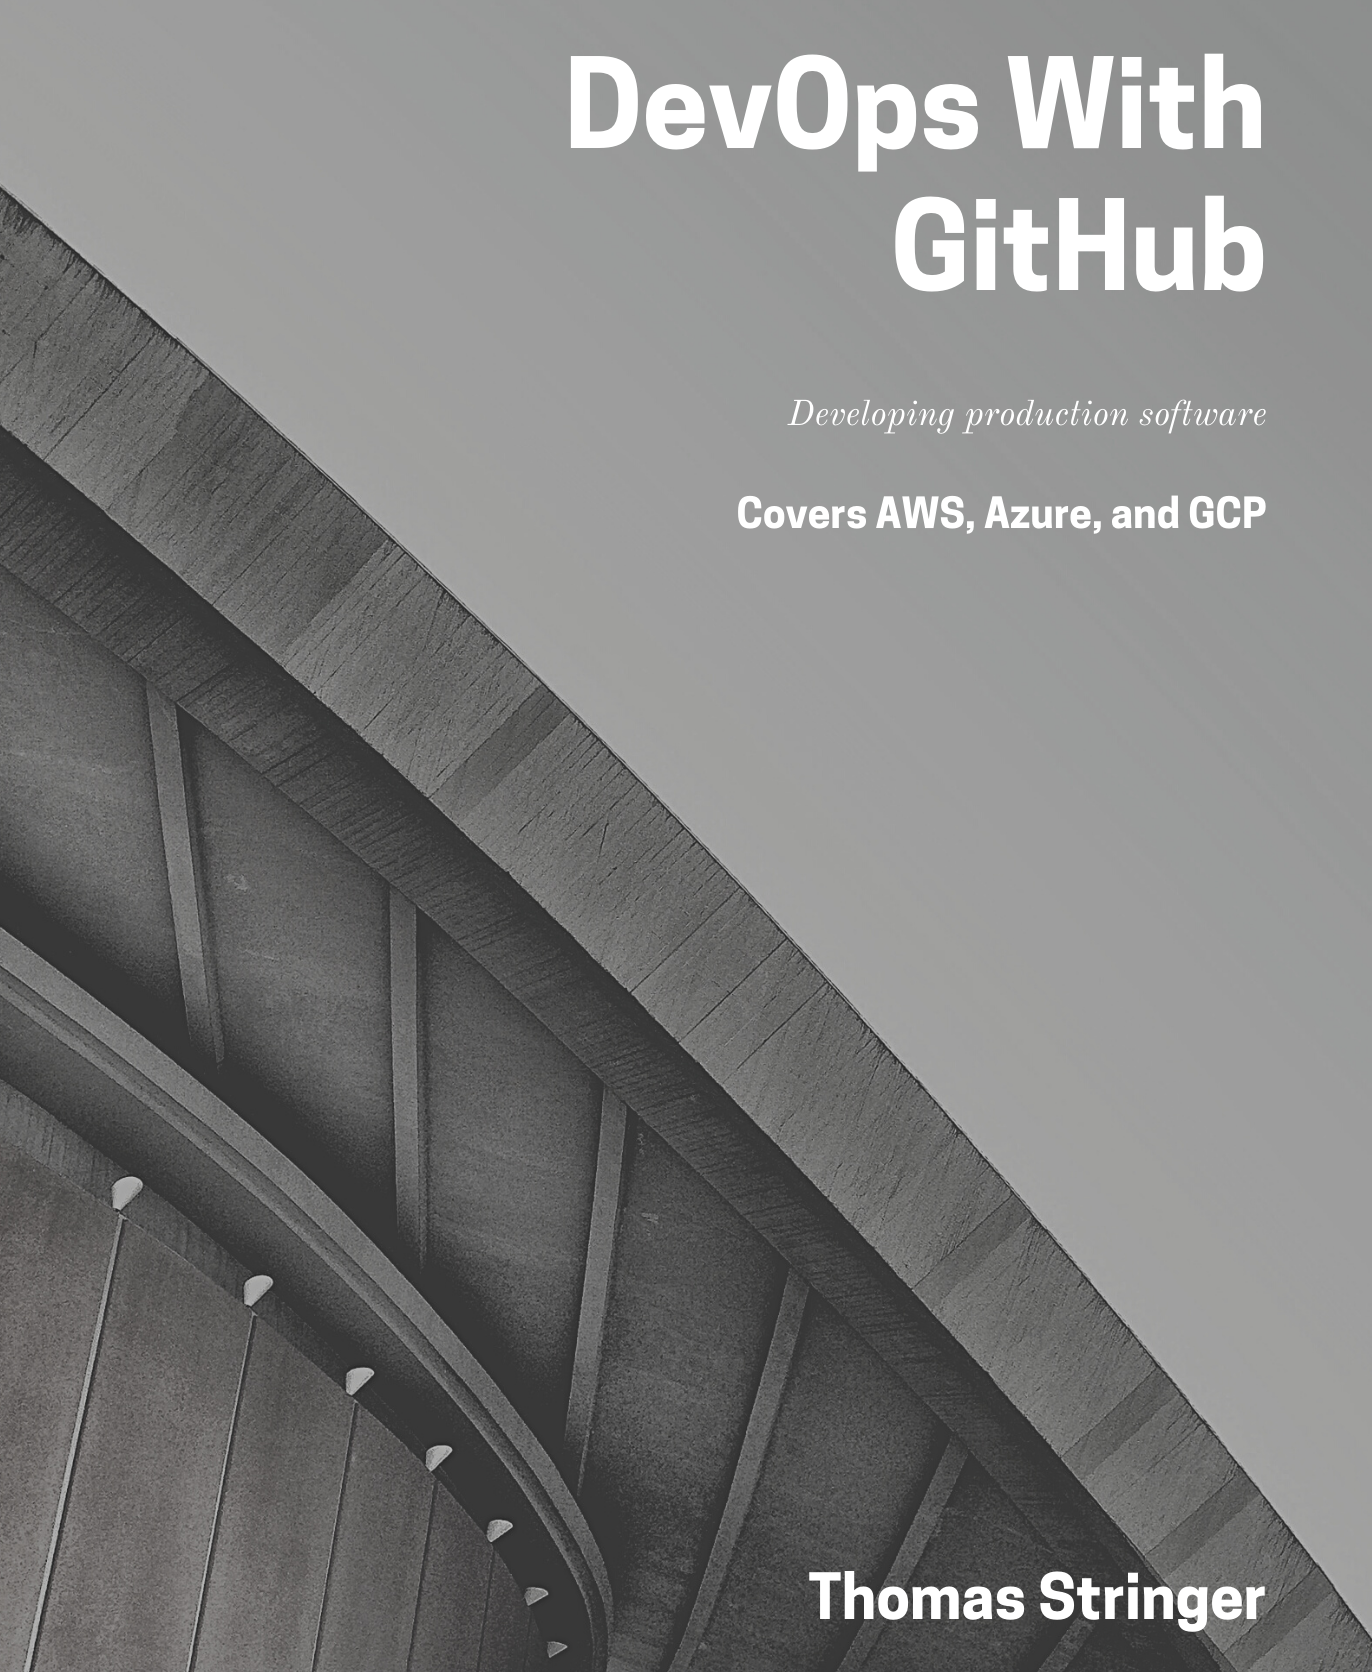 DevOps With
GitHub
Developing production software
Covers AWS, Azure, and GCP
Thomas Stringer